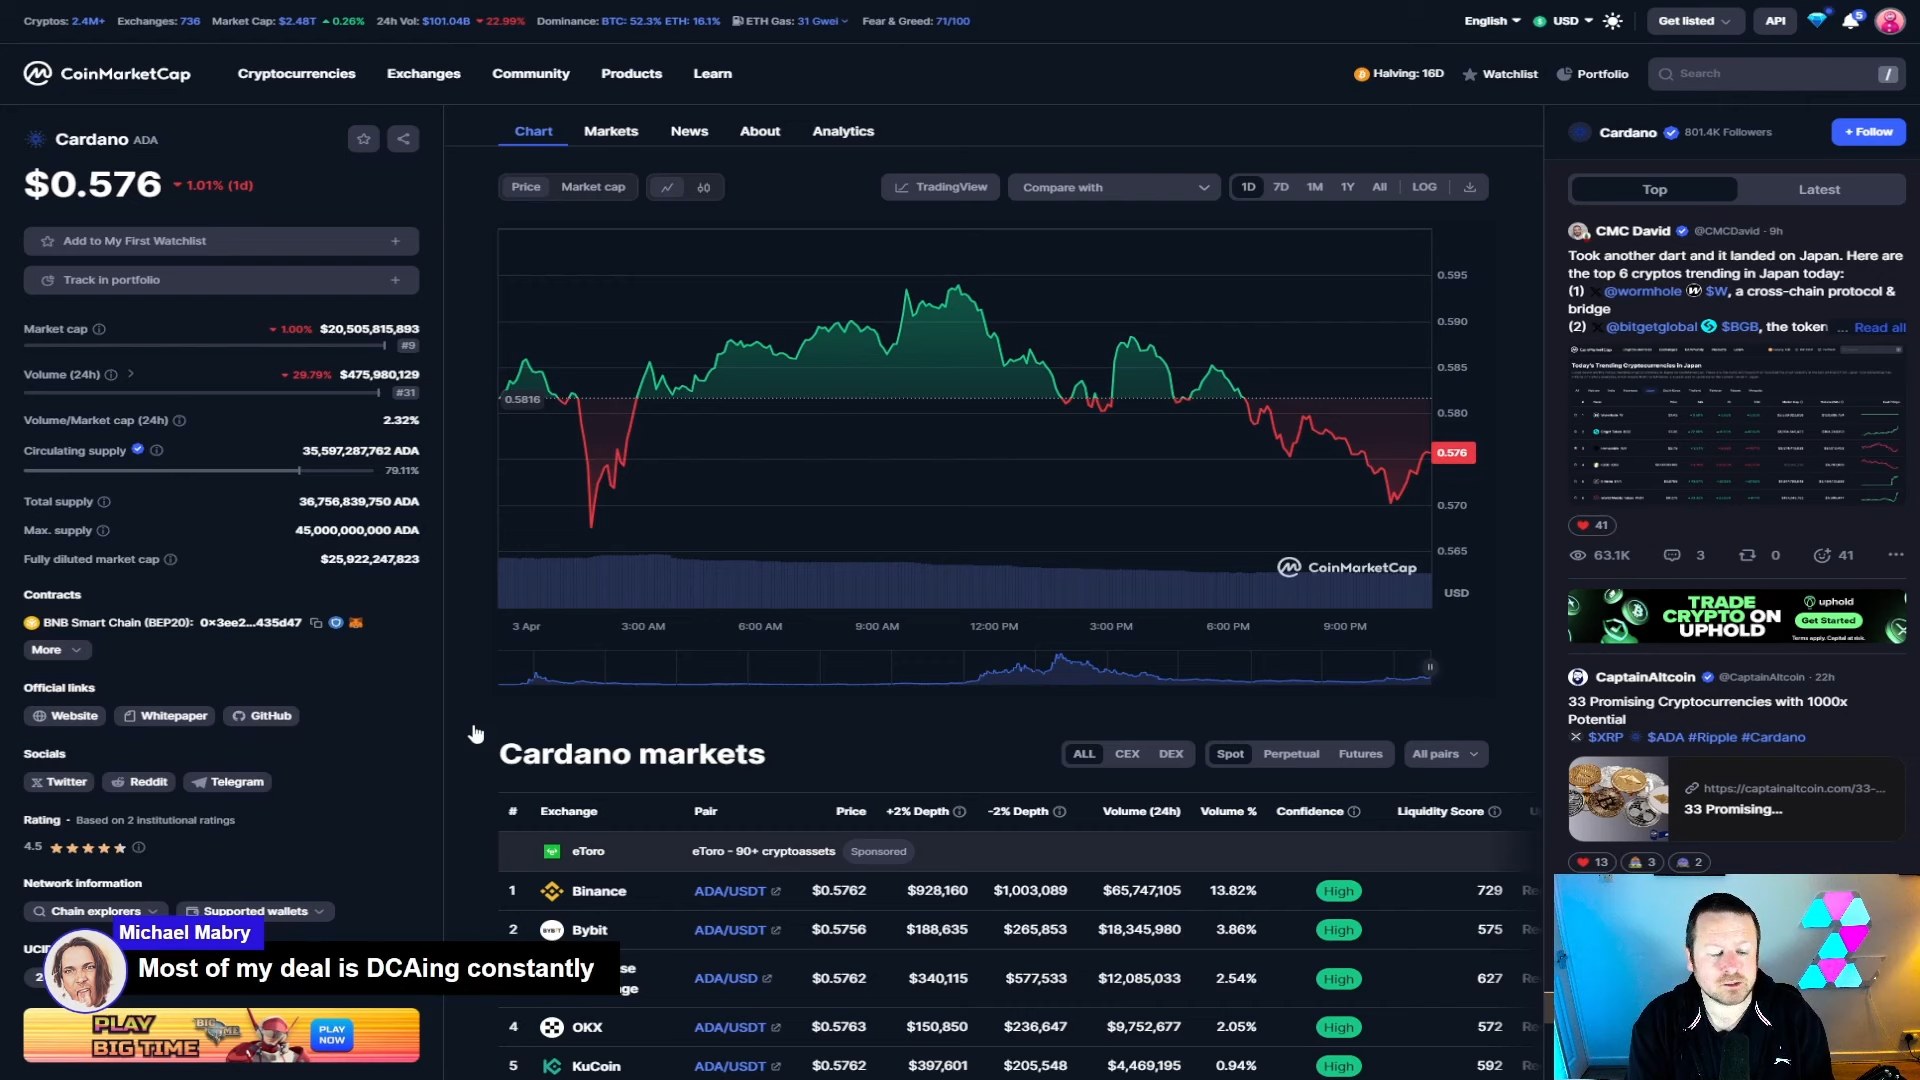 Cryptos: 2.4M+ Exchanges: 736 Market Cap: $2.48T 0.26% 24h Vol: $101.04B 22.99% Dominance: BTC: 52.3% ETH: 16.1% ETH Gas: 31 Gwei Fear & Greed: 71/100
English USD Get listed API 5
CoinMarketCap Cryptocurrencies Exchanges Community Products Learn
Halving: 16D Watchlist Portfolio Search /
Cardano ADA
$0.576 1.01% (1d)
Add to My First Watchlist +
Track in portfolio +
Market cap 1.00% $20,505,815,893
#9
Volume (24h) 29.79% $475,980,129
#31
Volume/Market cap (24h) 2.32%
Circulating supply 35,597,287,762 ADA
79.11%
Total supply 36,756,839,750 ADA
Max. supply 45,000,000,000 ADA
Fully diluted market cap $25,922,247,823
Contracts
BNB Smart Chain (BEP20): 0x3ee2...435d47
More
Official links
Website Whitepaper GitHub
Socials
Twitter Reddit Telegram
Rating · Based on 2 institutional ratings
4.5
Network information
Chain explorers Supported wallets
Michael Mabry
Most of my deal is DCAing constantly
PLAY
BIG TIME
BIG TIME
PLAY
NOW
Chart Markets News About Analytics
Price Market cap TradingView Compare with 1D 7D 1M 1Y All LOG
0.595
0.590
0.585
0.5816
0.580
0.576
0.570
0.565
CoinMarketCap
USD
3 Apr 3:00 AM 6:00 AM 9:00 AM 12:00 PM 3:00 PM 6:00 PM 9:00 PM
Cardano markets
ALL CEX DEX Spot Perpetual Futures All pairs
# Exchange Pair Price +2% Depth -2% Depth Volume (24h) Volume % Confidence Liquidity Score
eToro eToro - 90+ cryptoassets Sponsored
1 Binance ADA/USDT $0.5762 $928,160 $1,003,089 $65,747,105 13.82% High 729
2 Bybit ADA/USDT $0.5756 $188,635 $265,853 $18,345,980 3.86% High 575
ADA/USD $0.5762 $340,115 $577,533 $12,085,033 2.54% High 627
4 OKX ADA/USDT $0.5763 $150,850 $236,647 $9,752,677 2.05% High 572
5 KuCoin ADA/USDT $0.5762 $397,601 $205,548 $4,469,195 0.94% High 592
Cardano 801.4K Followers + Follow
Top Latest
CMC David @CMCDavid · 9h
Took another dart and it landed on Japan. Here are
the top 6 cryptos trending in Japan today:
(1) @wormhole $W, a cross-chain protocol &
bridge
(2) @bitgetglobal $BGB, the token ... Read all
Today's Trending Cryptocurrencies in Japan
41
63.1K 3 0 41
TRADE
CRYPTO ON
UPHOLD
uphold
Get Started
Terms apply. Capital at risk.
CaptainAltcoin @CaptainAltcoin · 22h
33 Promising Cryptocurrencies with 1000x
Potential
$XRP $ADA #Ripple #Cardano
https://captainaltcoin.com/33-...
33 Promising...
13 3 2